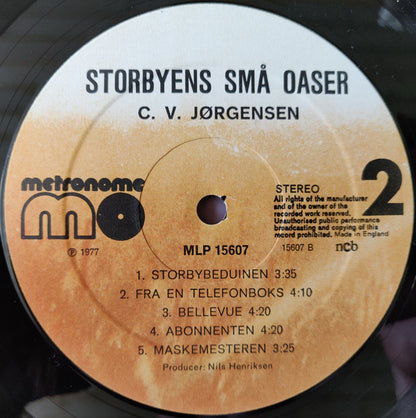 STORBYENS SMÅ OASER
C. V. JØRGENSEN
metronome
mo
℗ 1977
STEREO
All rights of the manufacturer
and of the owner of the
recorded work reserved.
Unauthorised public performance
broadcasting and copying of this
record prohibited. Made in England
2
MLP 15607
15607 B
ncb
1. STORBYBEDUINEN 3:35
2. FRA EN TELEFONBOKS 4:10
3. BELLEVUE 4:20
4. ABONNENTEN 4:20
5. MASKEMESTEREN 3:25
Producer: Nils Henriksen